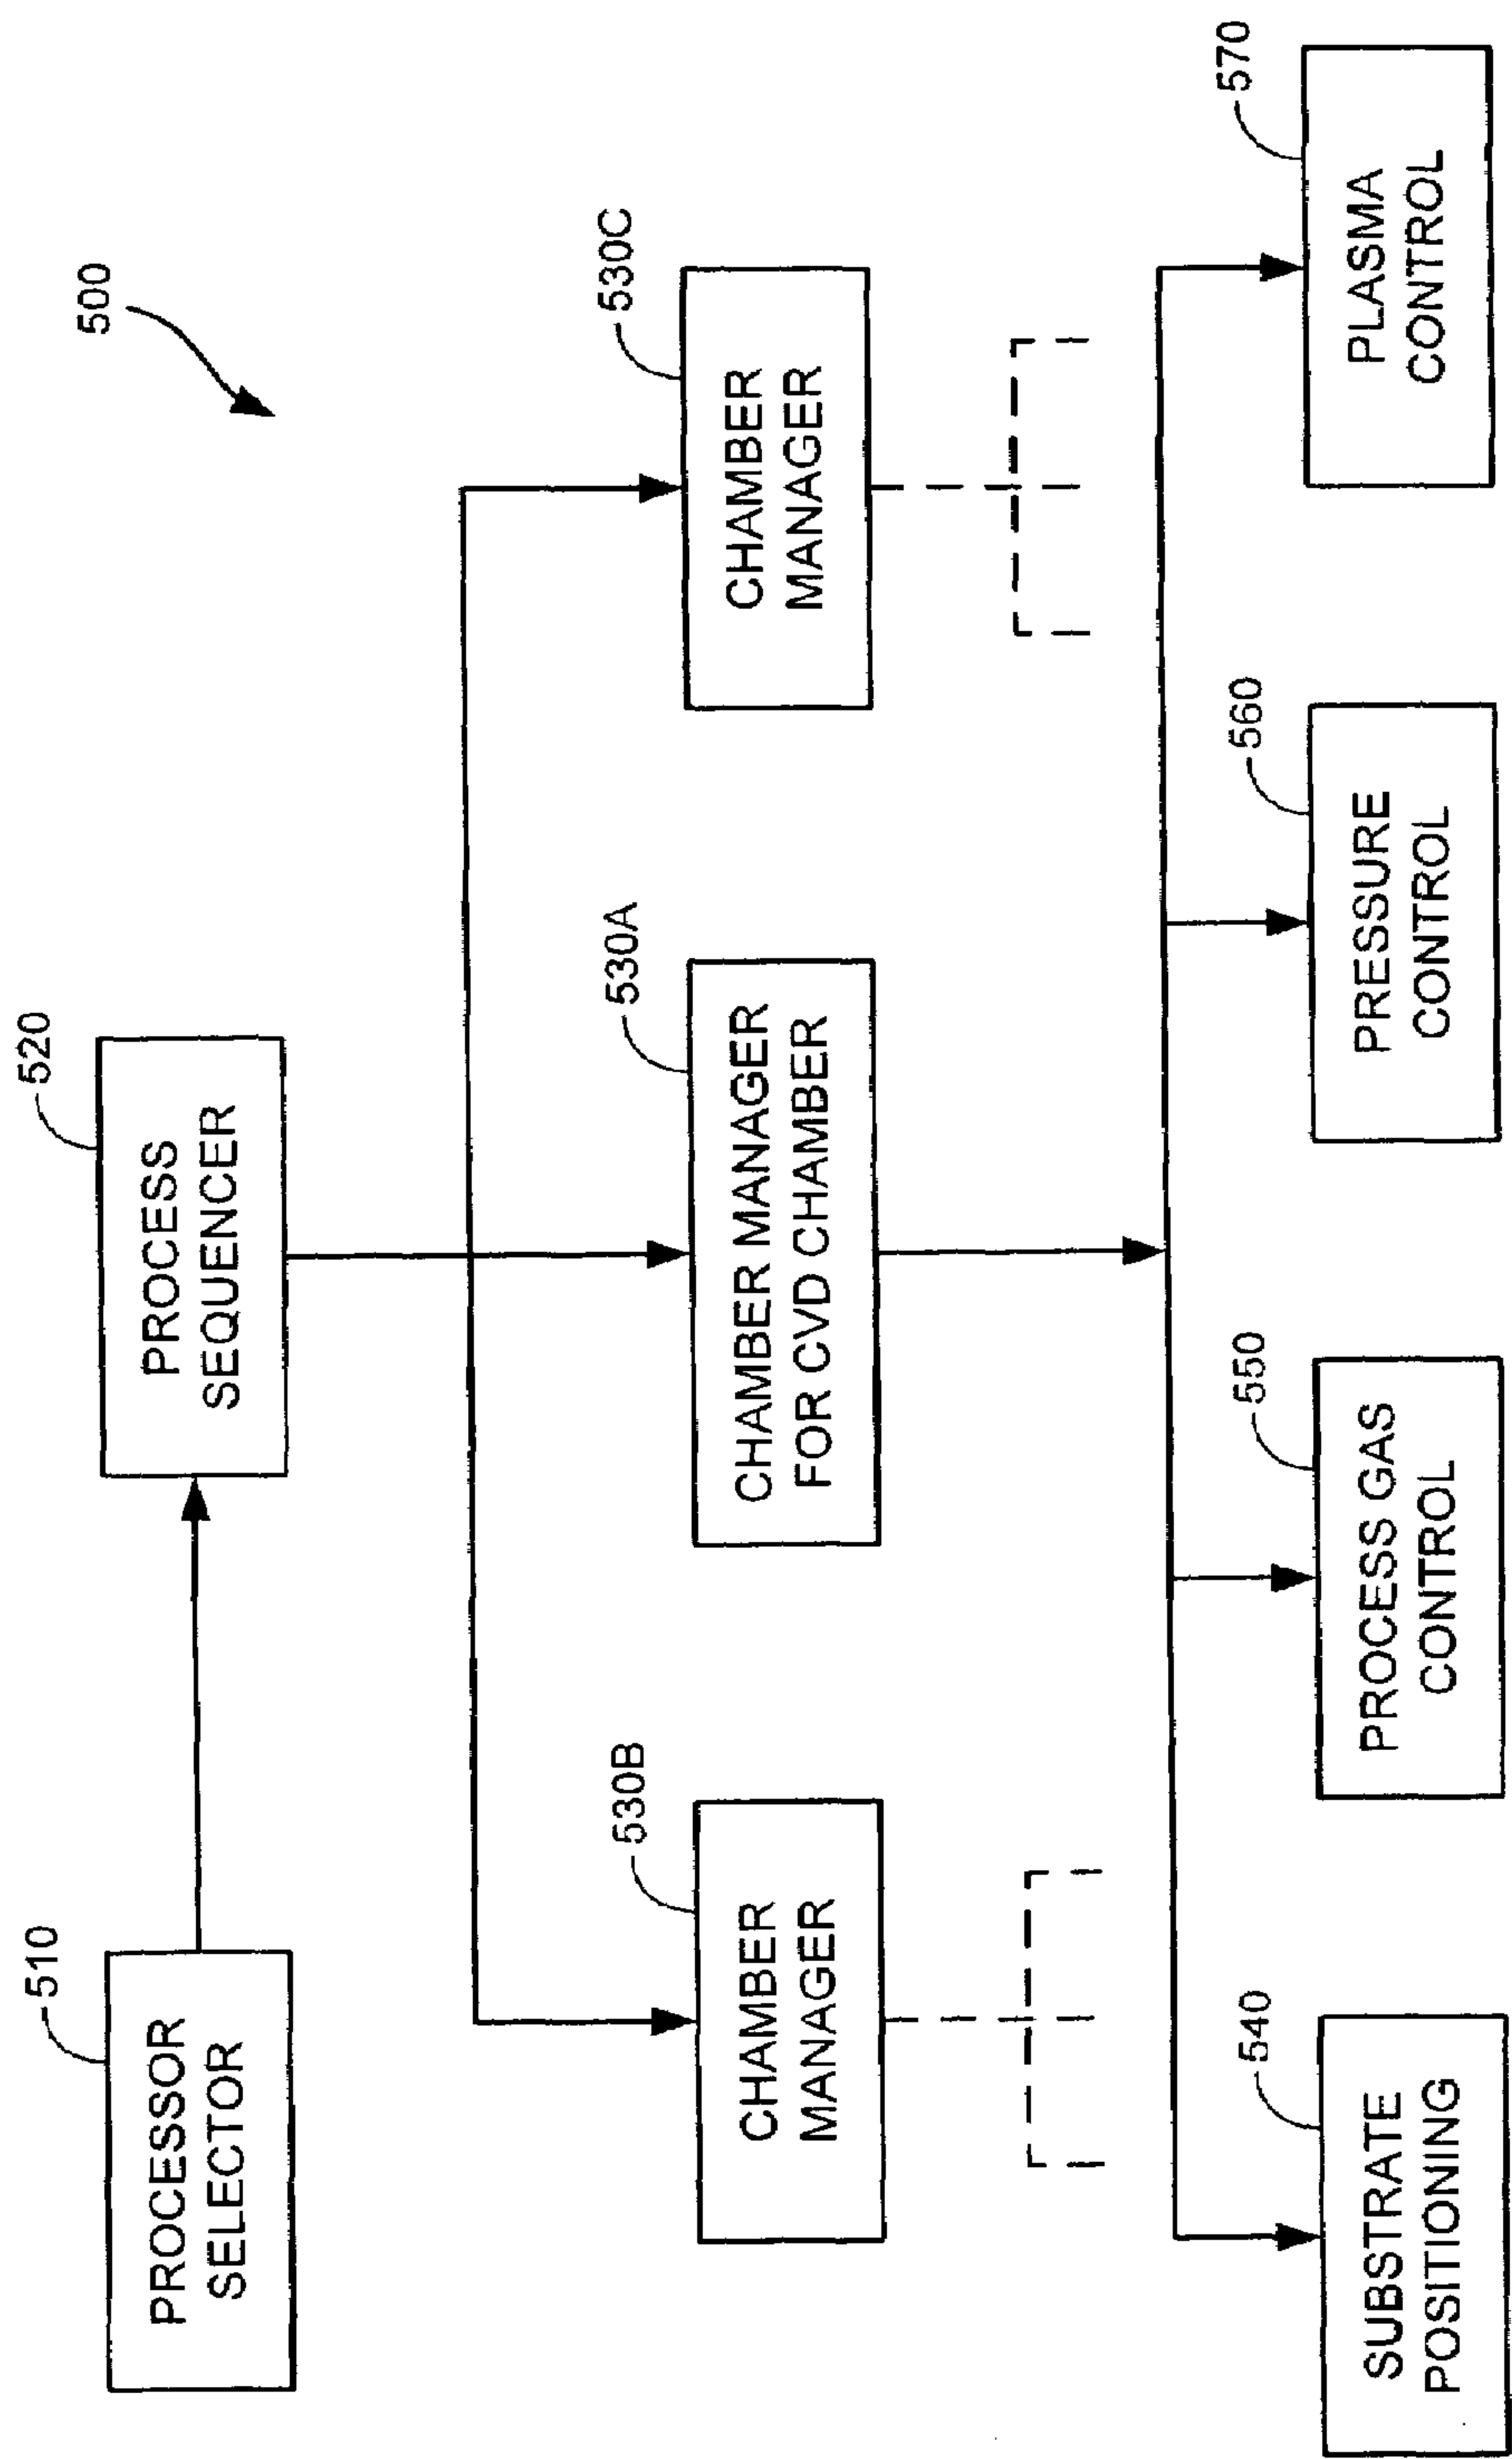 500
510
PROCESSOR
SELECTOR
520
PROCESS
SEQUENCER
530B
CHAMBER
MANAGER
530A
CHAMBER MANAGER
FOR CVD CHAMBER
530C
CHAMBER
MANAGER
540
SUBSTRATE
POSITIONING
550
PROCESS GAS
CONTROL
560
PRESSURE
CONTROL
570
PLASMA
CONTROL